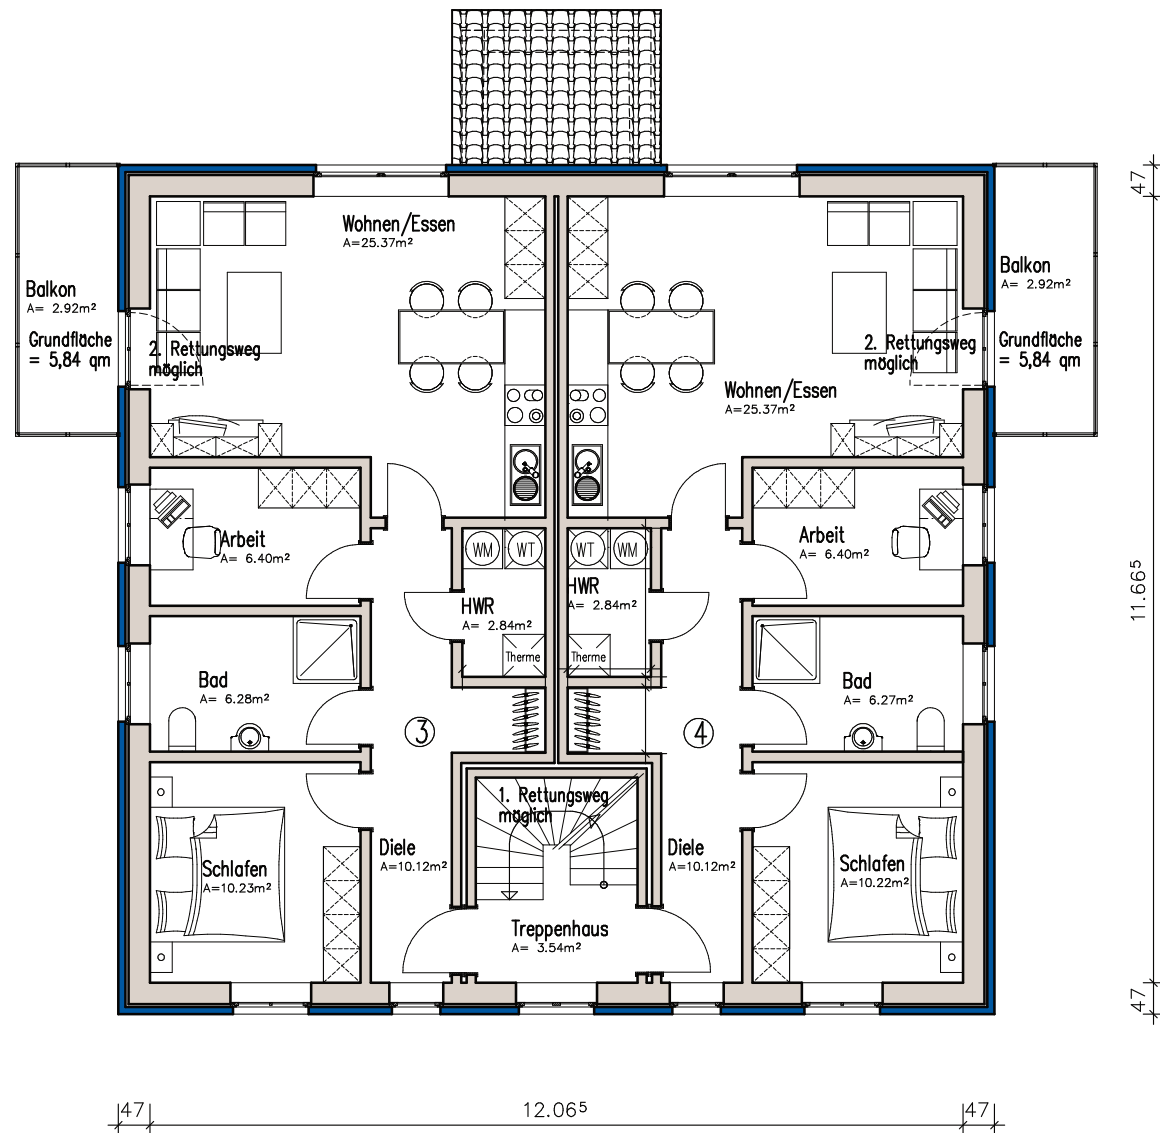 Wohnen/Essen
A=25.37m²
Balkon
A= 2.92m²
Grundfläche
= 5,84 qm
2. Rettungsweg
möglich
Balkon
A= 2.92m²
Grundfläche
= 5,84 qm
2. Rettungsweg
möglich
Wohnen/Essen
A=25.37m²
Arbeit
A= 6.40m²
WM
WT
WT
WM
Arbeit
A= 6.40m²
HWR
A= 2.84m²
HWR
A= 2.84m²
Therme
Therme
Bad
A= 6.28m²
Bad
A= 6.27m²
3
4
1. Rettungsweg
möglich
Diele
A=10.12m²
Diele
A=10.12m²
Schlafen
A=10.23m²
Schlafen
A=10.22m²
Treppenhaus
A= 3.54m²
47
11.66⁵
47
47
12.06⁵
47